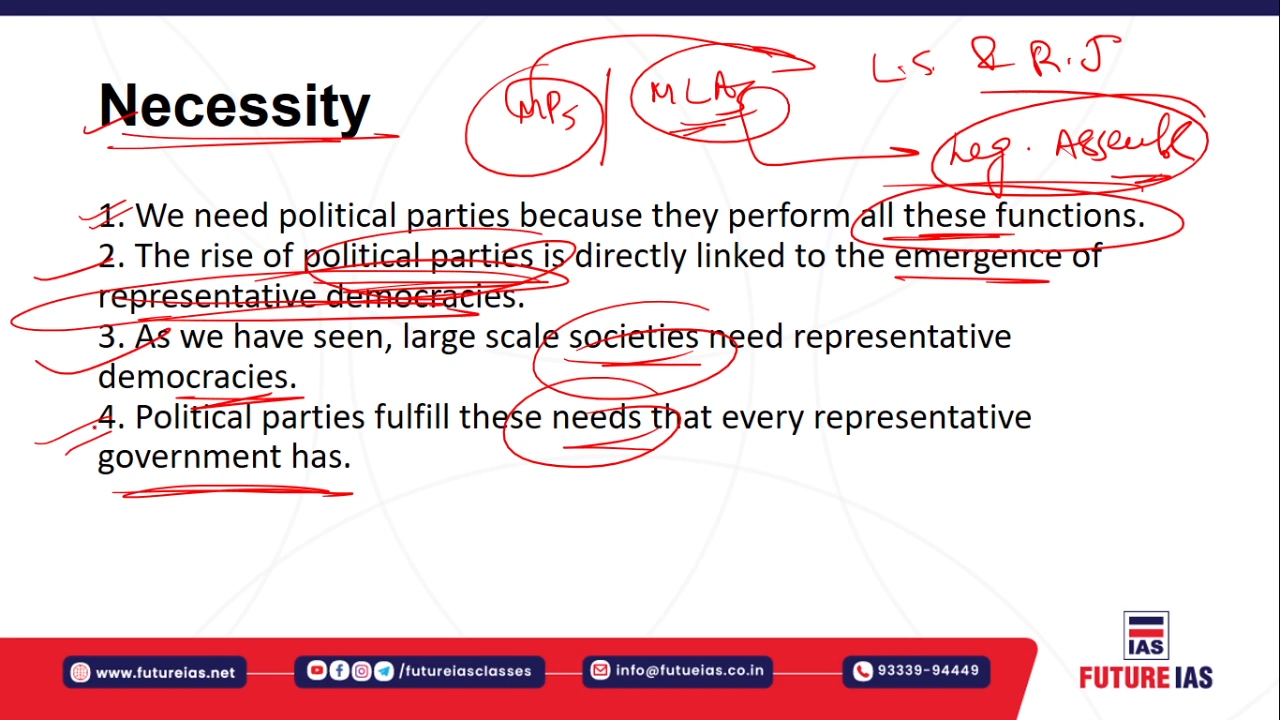 L.S. & R.S
MPs | MLAs
Necessity
Leg. Assembl
1. We need political parties because they perform all these functions.
2. The rise of political parties is directly linked to the emergence of
representative democracies.
3. As we have seen, large scale societies need representative
democracies.
4. Political parties fulfill these needs that every representative
government has.
IAS
www.futureias.net
/futureiasclasses
info@futueias.co.in
93339-94449
FUTURE IAS